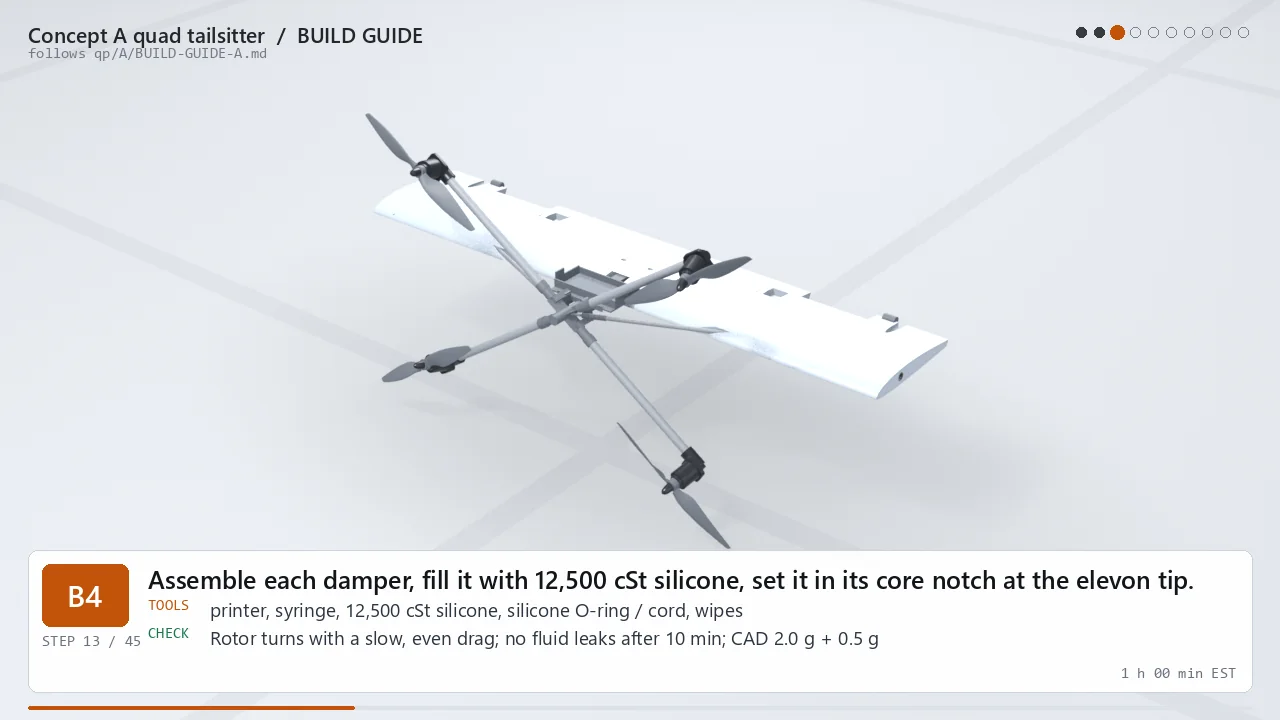 Concept A quad tailsitter / BUILD GUIDE
follows qp/A/BUILD-GUIDE-A.md
B4
Assemble each damper, fill it with 12,500 cSt silicone, set it in its core notch at the elevon tip.
TOOLS printer, syringe, 12,500 cSt silicone, silicone O-ring / cord, wipes
STEP 13 / 45
CHECK Rotor turns with a slow, even drag; no fluid leaks after 10 min; CAD 2.0 g + 0.5 g
1 h 00 min EST